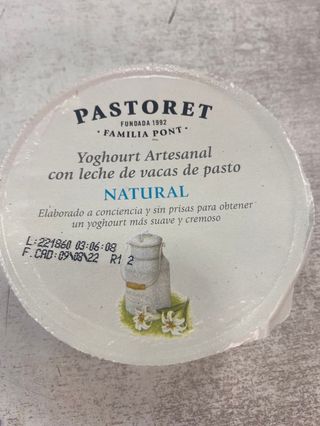 PASTORET
FUNDADA 1992
· FAMILIA PONT ·
Yoghourt Artesanal
con leche de vacas de pasto
NATURAL
Elaborado a conciencia y sin prisas para obtener
un yoghourt más suave y cremoso
L:221860 03:06:08
F.CAD:09\08\22 R1 2